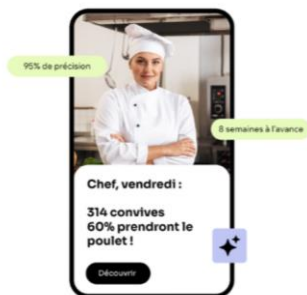 95% de précision
8 semaines à l'avance
Chef, vendredi :
314 convives
60% prendront le
poulet !
Découvrir